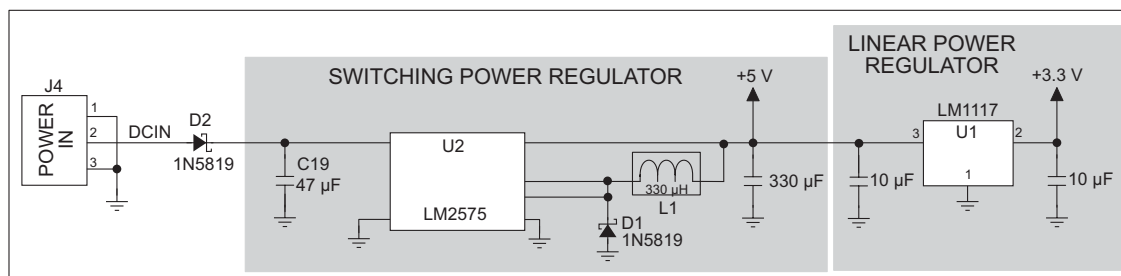 J4
POWER
IN
1
2
3
DCIN
D2
1N5819
SWITCHING POWER REGULATOR
C19
47 µF
U2
LM2575
330 µH
L1
D1
1N5819
+5 V
330 µF
LINEAR POWER
REGULATOR
10 µF
LM1117
3
U1
2
1
+3.3 V
10 µF